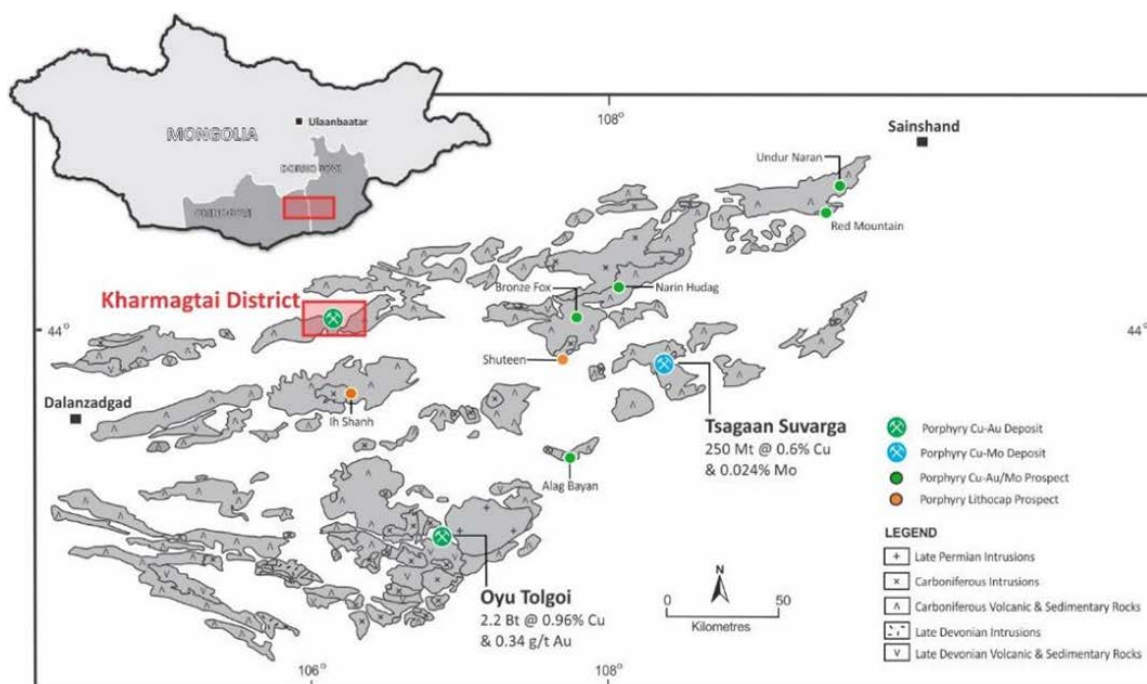 MONGOLIA
Ulaanbaatar
108°
Sainshand
Undur Naran
Red Mountain
Kharmagtai District
Bronze Fox
Narin Hudag
44°
44°
Shuteen
Dalanzadgad
Ih Shanh
Tsagaan Suvarga
250 Mt @ 0.6% Cu
& 0.024% Mo
Alag Bayan
Oyu Tolgoi
2.2 Bt @ 0.96% Cu
& 0.34 g/t Au
Porphyry Cu-Au Deposit
Porphyry Cu-Mo Deposit
Porphyry Cu-Au/Mo Prospect
Porphyry Lithocap Prospect
LEGEND
Late Permian Intrusions
Carboniferous Intrusions
Carboniferous Volcanic & Sedimentary Rocks
Late Devonian Intrusions
Late Devonian Volcanic & Sedimentary Rocks
N
0 50
Kilometres
106°
108°